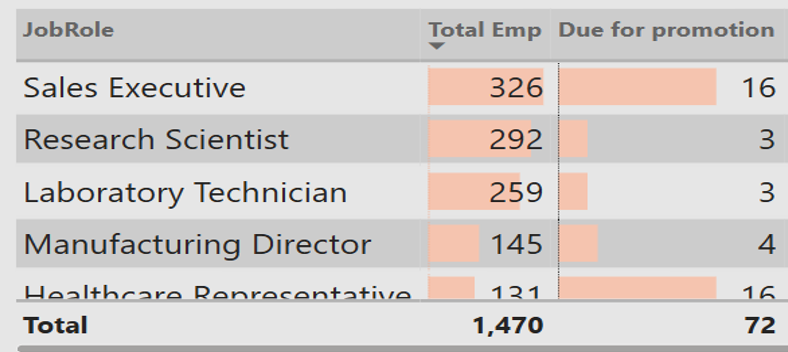 JobRole Total Emp Due for promotion
Sales Executive 326 16
Research Scientist 292 3
Laboratory Technician 259 3
Manufacturing Director 145 4
Healthcare Representative 131 16
Total 1,470 72